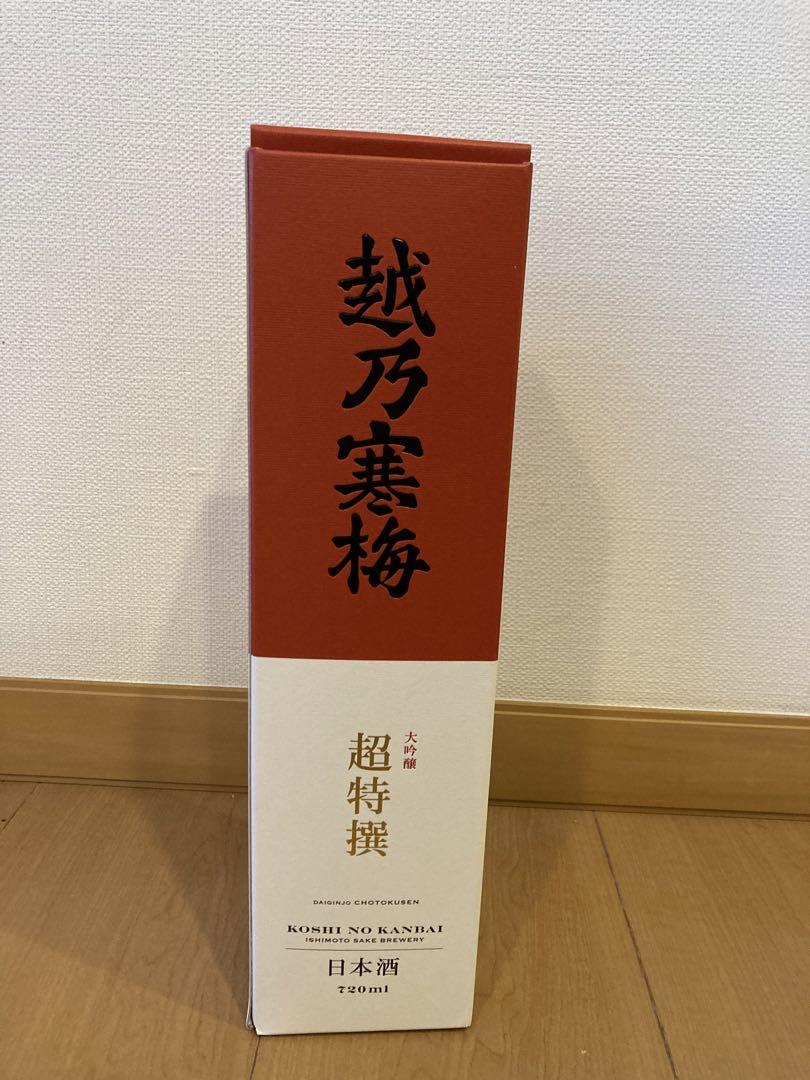 越乃寒梅
大吟醸
超特撰
DAIGINJO CHOTOKUSEN
KOSHI NO KANBAI
ISHIMOTO SAKE BREWERY
日本酒
720ml